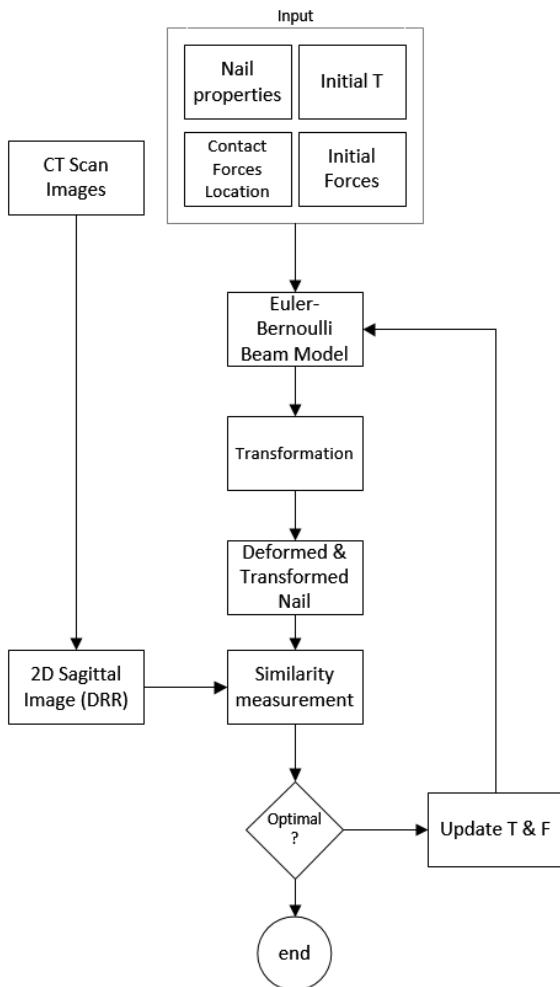 Input
Nail
properties
Initial T
Contact
Forces
Location
Initial
Forces
CT Scan
Images
Euler-
Bernoulli
Beam Model
Transformation
Deformed &
Transformed
Nail
2D Sagittal
Image (DRR)
Similarity
measurement
Optimal
?
Update T & F
end